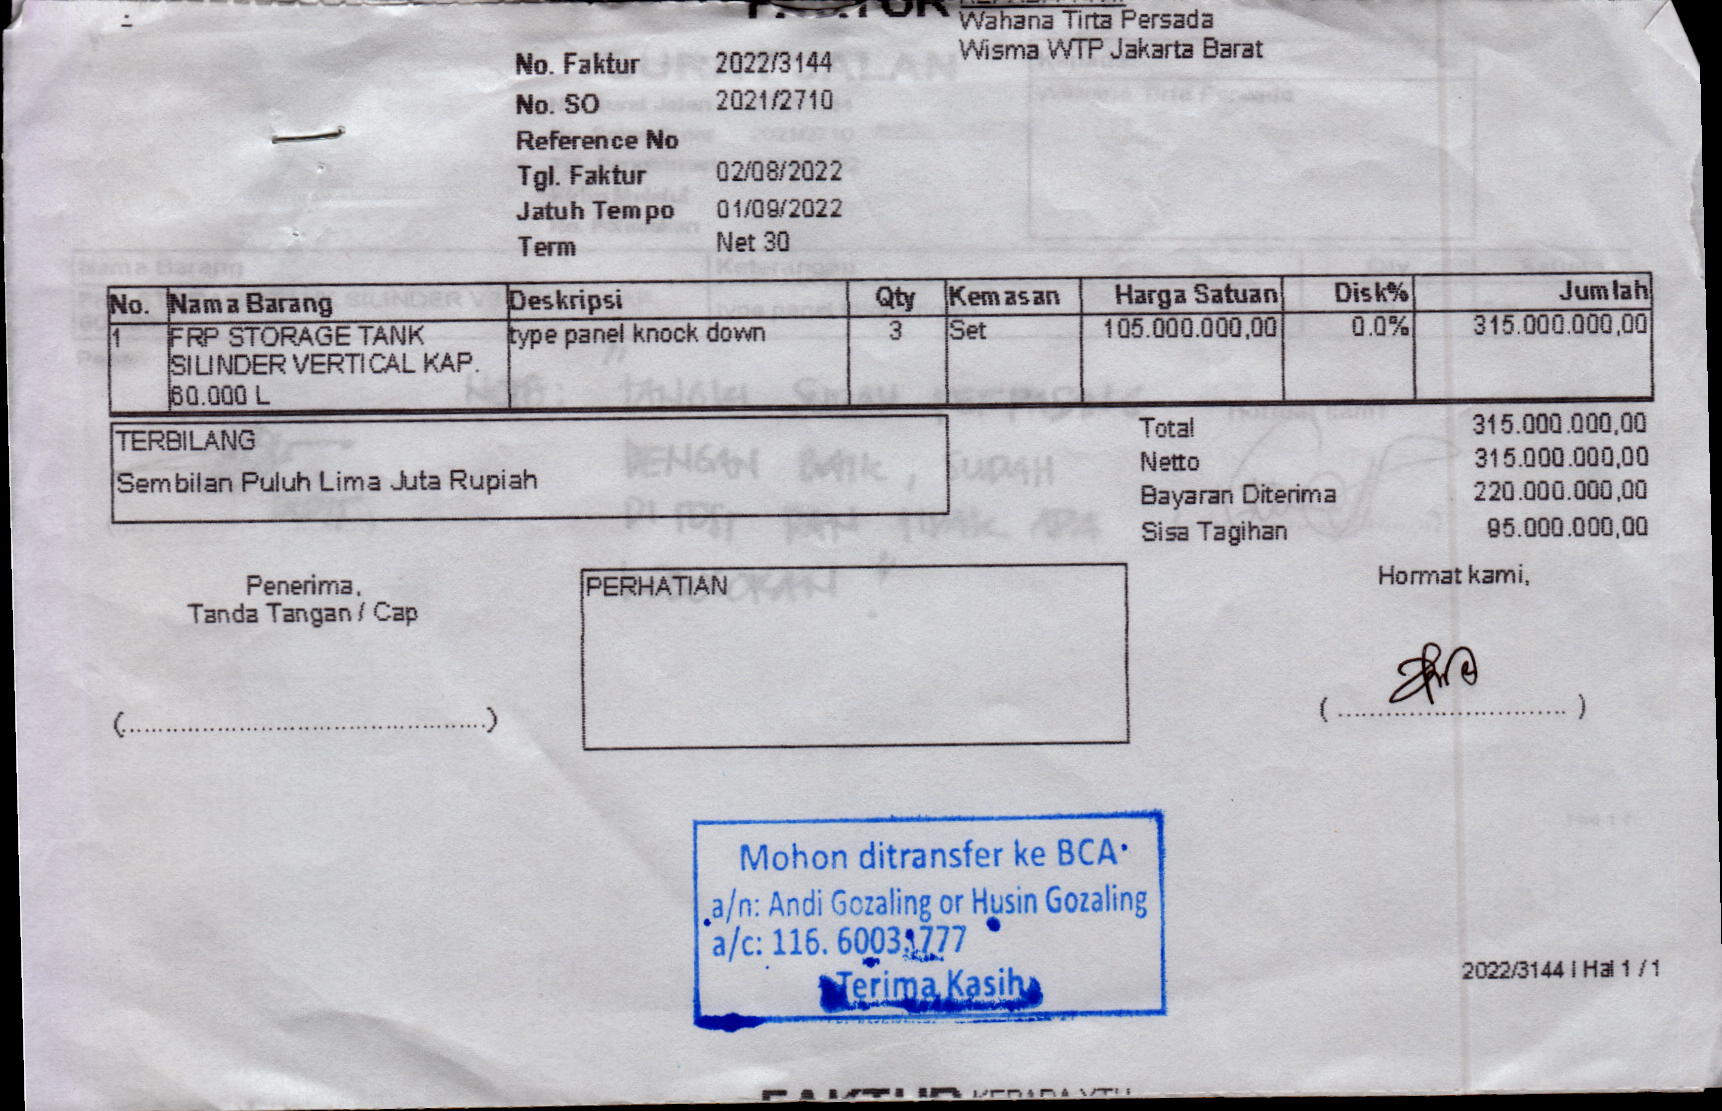 FAKTUR
Wahana Tirta Persada
Wisma WTP Jakarta Barat
No. Faktur 2022/3144
No. SO 2021/2710
Reference No
Tgl. Faktur 02/08/2022
Jatuh Tempo 01/09/2022
Term Net 30
No. Nama Barang Deskripsi Qty Kemasan Harga Satuan Disk% Jumlah
1 FRP STORAGE TANK type panel knock down 3 Set 105.000.000,00 0.0% 315.000.000,00
SILINDER VERTICAL KAP.
60.000 L
TERBILANG
Sembilan Puluh Lima Juta Rupiah
Total 315.000.000,00
Netto 315.000.000,00
Bayaran Diterima 220.000.000,00
Sisa Tagihan 95.000.000,00
Penerima,
Tanda Tangan / Cap
(..............................................)
PERHATIAN
Hormat kami,
( ............................ )
Mohon ditransfer ke BCA
a/n: Andi Gozaling or Husin Gozaling
a/c: 116. 6003.1777
Terima Kasih
2022/3144 | Hal 1 / 1
FAKTUR KEPADA YTH